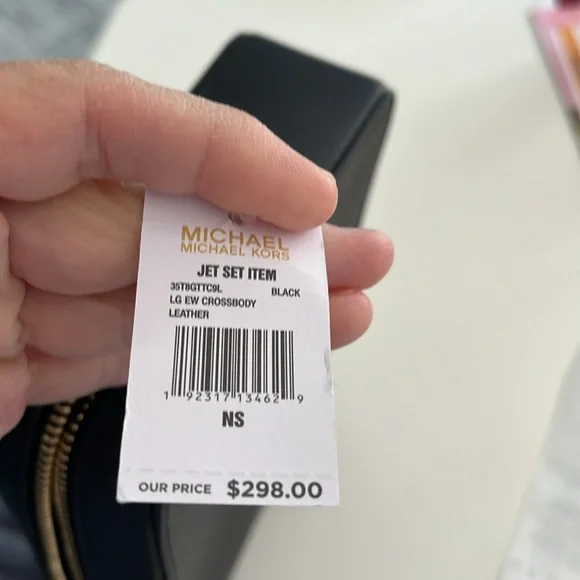 MICHAEL
MICHAEL KORS
JET SET ITEM
35T8GTTC9L BLACK
LG EW CROSSBODY
LEATHER
1 92317 13462 9
NS
OUR PRICE $298.00